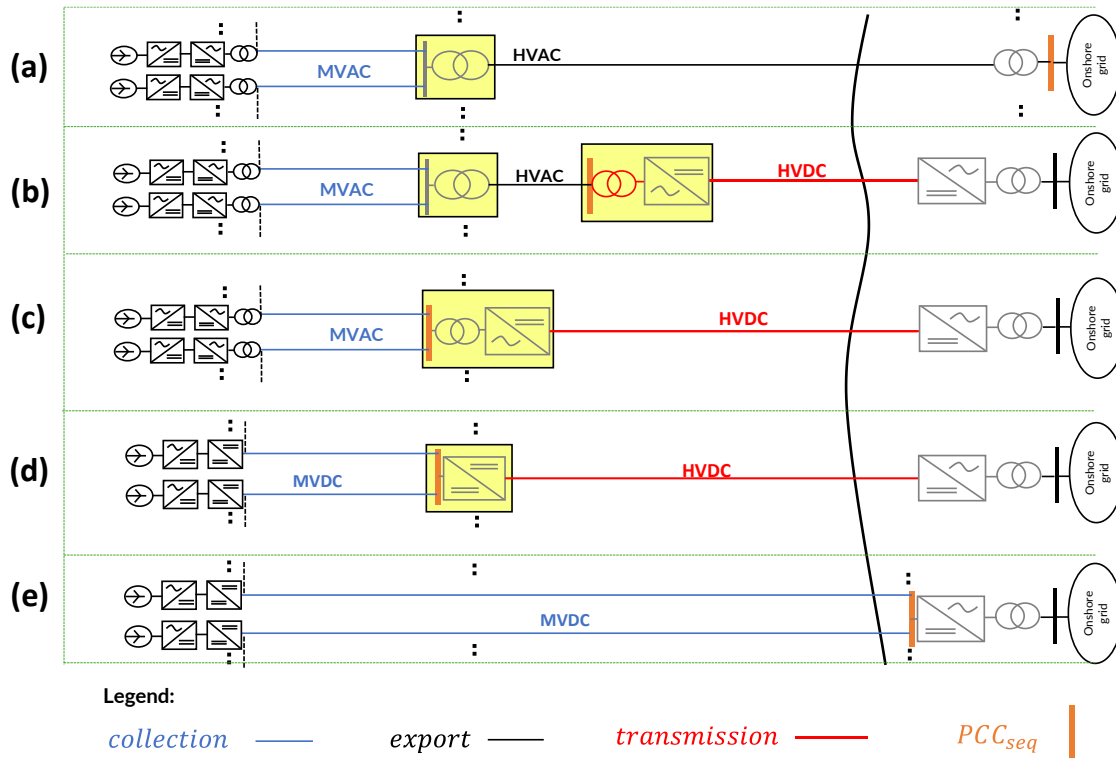 (a)
MVAC
HVAC
Onshore
grid
(b)
MVAC
HVAC
HVDC
Onshore
grid
(c)
MVAC
HVDC
Onshore
grid
(d)
MVDC
HVDC
Onshore
grid
(e)
MVDC
Onshore
grid
Legend:
collection export transmission PCC_seq